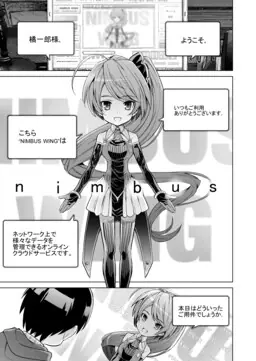 ようこそ.
橘一郎様.
NIMBUS
WING
いつもご利用
ありがとうございます.
こちら
'NIMBUS WING'は
nimbus
ネットワーク上で
様々なデータを
管理できるオンライン
クラウドサービスです.
本日はどういった
ご用件でしょうか.